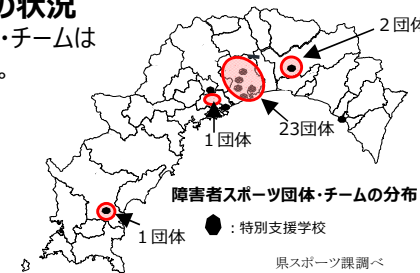 の状況
・チームは
。
2団体
1団体
23団体
障害者スポーツ団体・チームの分布
：特別支援学校
1団体
県スポーツ課調べ